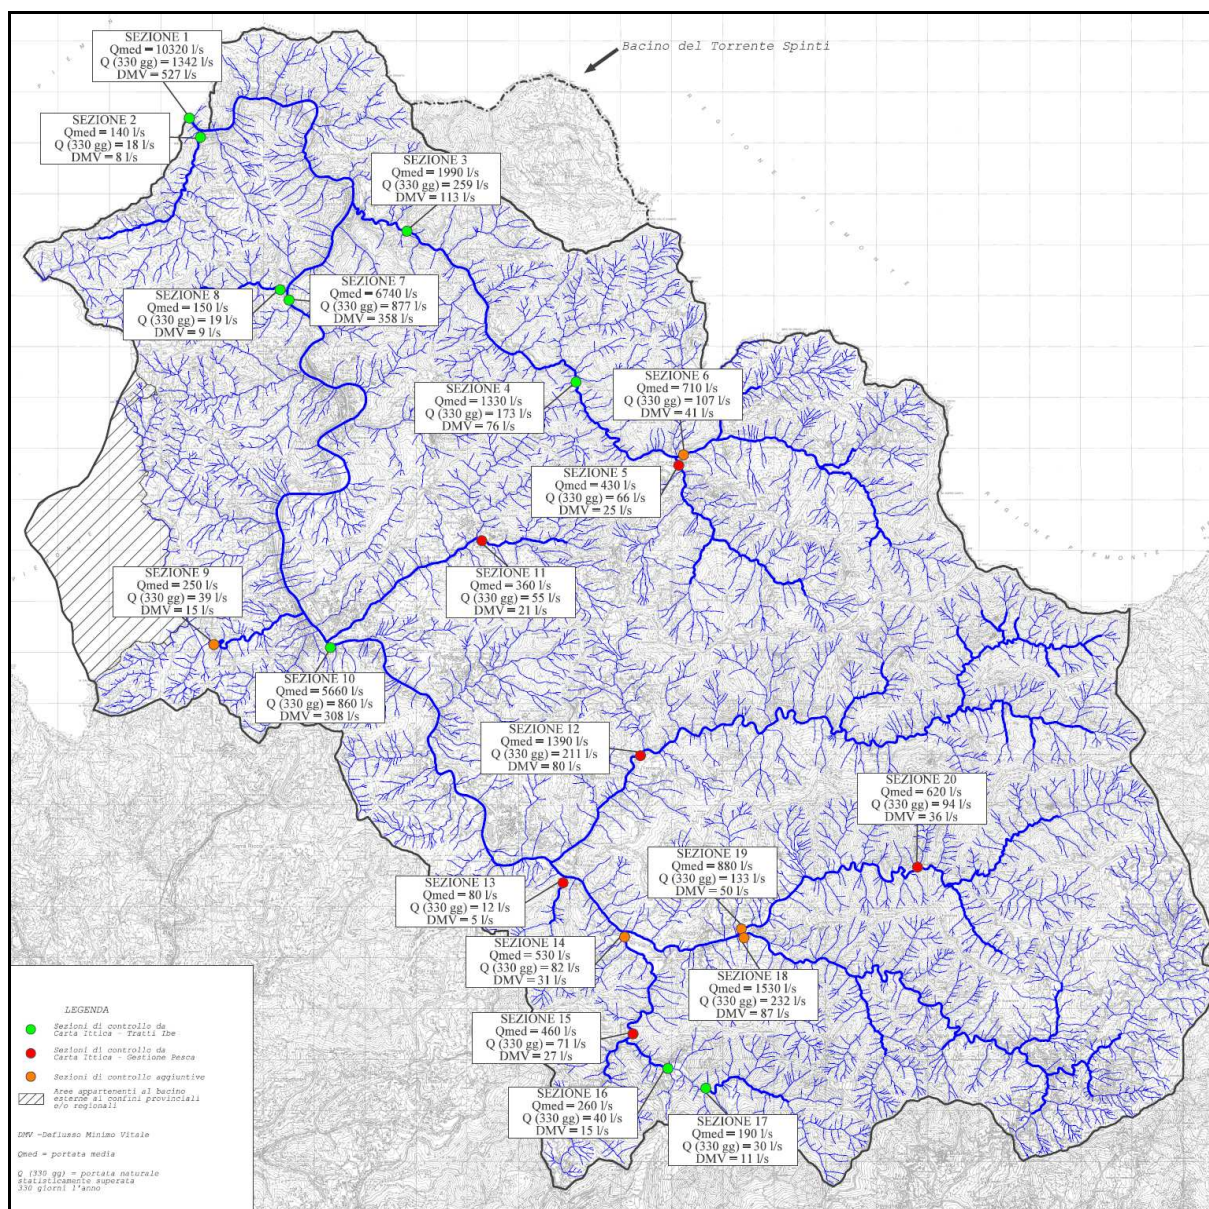 Bacino del Torrente Spinti
SEZIONE 1
Qmed = 10320 l/s
Q (330 gg) = 1342 l/s
DMV = 527 l/s
SEZIONE 2
Qmed = 140 l/s
Q (330 gg) = 18 l/s
DMV = 8 l/s
SEZIONE 3
Qmed = 1990 l/s
Q (330 gg) = 259 l/s
DMV = 113 l/s
SEZIONE 8
Qmed = 150 l/s
Q (330 gg) = 19 l/s
DMV = 9 l/s
SEZIONE 7
Qmed = 6740 l/s
Q (330 gg) = 877 l/s
DMV = 358 l/s
SEZIONE 4
Qmed = 1330 l/s
Q (330 gg) = 173 l/s
DMV = 76 l/s
SEZIONE 6
Qmed = 710 l/s
Q (330 gg) = 107 l/s
DMV = 41 l/s
SEZIONE 5
Qmed = 430 l/s
Q (330 gg) = 66 l/s
DMV = 25 l/s
REGIONE PIEMONTE
REGIONE PIEMONTE
SEZIONE 9
Qmed = 250 l/s
Q (330 gg) = 39 l/s
DMV = 15 l/s
SEZIONE 11
Qmed = 360 l/s
Q (330 gg) = 55 l/s
DMV = 21 l/s
SEZIONE 10
Qmed = 5660 l/s
Q (330 gg) = 860 l/s
DMV = 308 l/s
SEZIONE 12
Qmed = 1390 l/s
Q (330 gg) = 211 l/s
DMV = 80 l/s
SEZIONE 20
Qmed = 620 l/s
Q (330 gg) = 94 l/s
DMV = 36 l/s
SEZIONE 19
Qmed = 880 l/s
Q (330 gg) = 133 l/s
DMV = 50 l/s
SEZIONE 13
Qmed = 80 l/s
Q (330 gg) = 12 l/s
DMV = 5 l/s
SEZIONE 14
Qmed = 530 l/s
Q (330 gg) = 82 l/s
DMV = 31 l/s
SEZIONE 18
Qmed = 1530 l/s
Q (330 gg) = 232 l/s
DMV = 87 l/s
SEZIONE 15
Qmed = 460 l/s
Q (330 gg) = 71 l/s
DMV = 27 l/s
SEZIONE 16
Qmed = 260 l/s
Q (330 gg) = 40 l/s
DMV = 15 l/s
SEZIONE 17
Qmed = 190 l/s
Q (330 gg) = 30 l/s
DMV = 11 l/s
LEGENDA
Sezioni di controllo da
Carta Ittica - Tratti Ibe
Sezioni di controllo da
Carta Ittica - Gestione Pesca
Sezioni di controllo aggiuntive
Aree appartenenti al bacino
esterne ai confini provinciali
e/o regionali
DMV =Deflusso Minimo Vitale
Qmed = portata media
Q (330 gg) = portata naturale
statisticamente superata
330 giorni l'anno